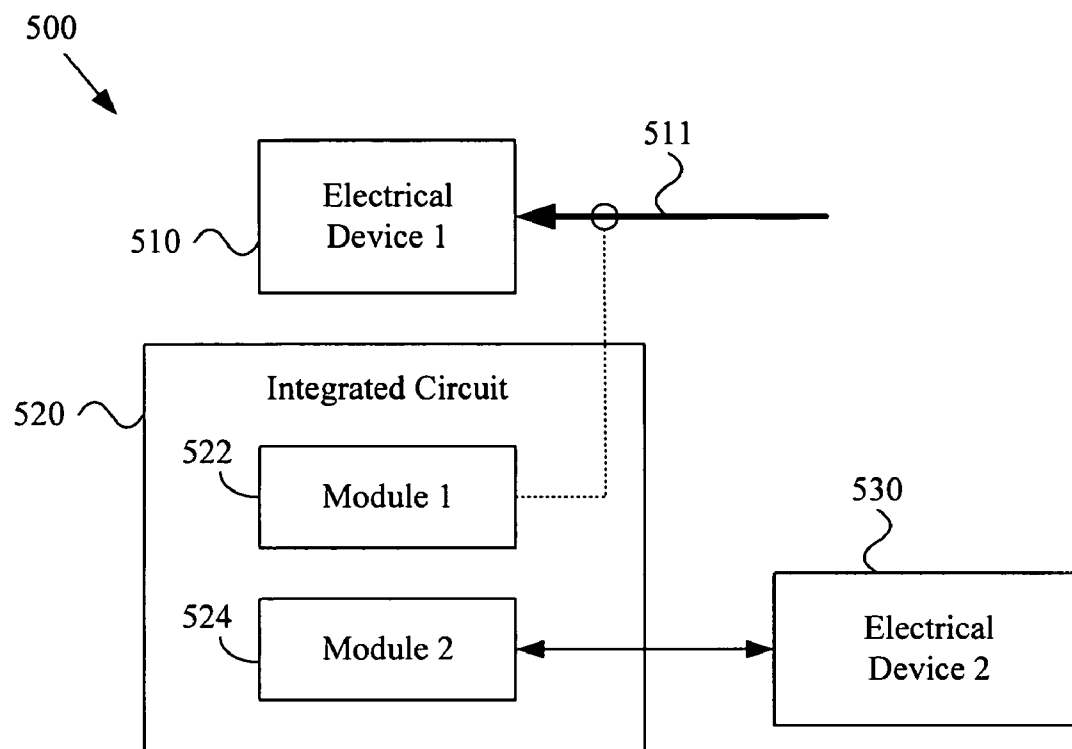 500
511
Electrical
Device 1
510
Integrated Circuit
520
522
Module 1
530
524
Module 2
Electrical
Device 2